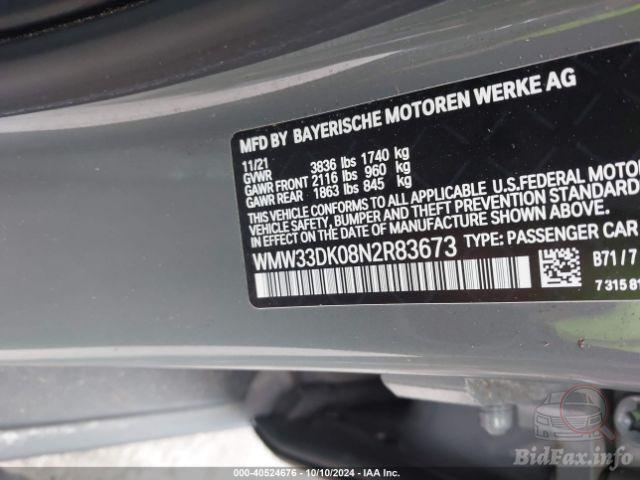 MFD BY BAYERISCHE MOTOREN WERKE AG
11/21
GVWR 3836 lbs 1740 kg
GAWR FRONT 2116 lbs 960 kg
GAWR REAR 1863 lbs 845 kg
THIS VEHICLE CONFORMS TO ALL APPLICABLE U.S.FEDERAL MOTOR
VEHICLE SAFETY, BUMPER AND THEFT PREVENTION STANDARD
IN EFFECT ON THE DATE OF MANUFACTURE SHOWN ABOVE.
WMW33DK08N2R83673 TYPE: PASSENGER CAR
B71 / 7
7 315 81
000-40524676 - 10/10/2024 - IAA Inc.
BidFax.info